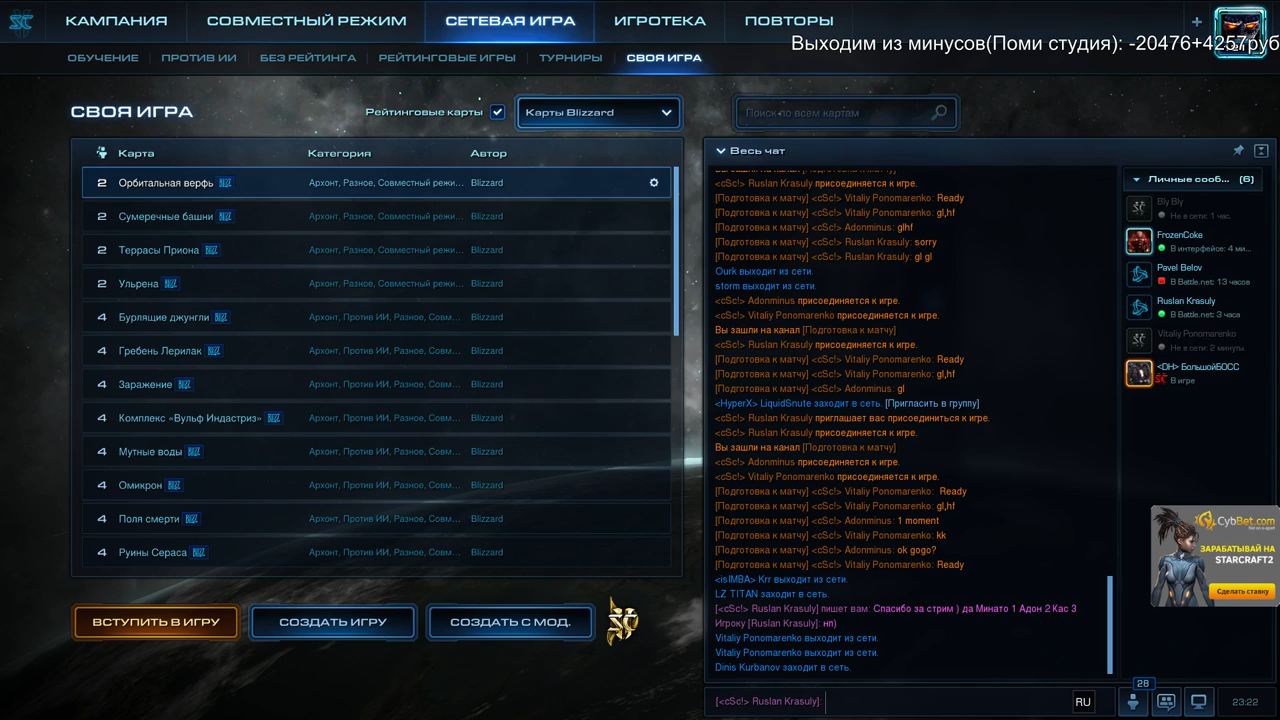 КАМПАНИЯ СОВМЕСТНЫЙ РЕЖИМ СЕТЕВАЯ ИГРА ИГРОТЕКА ПОВТОРЫ
Выходим из минусов(Поми студия): -20476+4257руб
ОБУЧЕНИЕ ПРОТИВ ИИ БЕЗ РЕЙТИНГА РЕЙТИНГОВЫЕ ИГРЫ ТУРНИРЫ СВОЯ ИГРА
СВОЯ ИГРА
Рейтинговые карты
Карты Blizzard
Поиск по всем картам
Карта Категория Автор
2 Орбитальная верфь Архонт, Разное, Совместный режи... Blizzard
2 Сумеречные башни Архонт, Разное, Совместный режи... Blizzard
2 Террасы Приона Архонт, Разное, Совместный режи... Blizzard
2 Ульрена Архонт, Разное, Совместный режи... Blizzard
4 Бурлящие джунгли Архонт, Против ИИ, Разное, Совм... Blizzard
4 Гребень Лерилак Архонт, Против ИИ, Разное, Совм... Blizzard
4 Заражение Архонт, Против ИИ, Разное, Совм... Blizzard
4 Комплекс «Вульф Индастриз» Архонт, Против ИИ, Разное, Совм... Blizzard
4 Мутные воды Архонт, Против ИИ, Разное, Совм... Blizzard
4 Омикрон Архонт, Против ИИ, Разное, Совм... Blizzard
4 Поля смерти Архонт, Против ИИ, Разное, Совм... Blizzard
4 Руины Сераса Архонт, Против ИИ, Разное, Совм... Blizzard
ВСТУПИТЬ В ИГРУ
СОЗДАТЬ ИГРУ
СОЗДАТЬ С МОД.
Весь чат
<cSc!> Ruslan Krasuly присоединяется к игре.
[Подготовка к матчу] <cSc!> Vitaliy Ponomarenko: Ready
[Подготовка к матчу] <cSc!> Vitaliy Ponomarenko: gl,hf
[Подготовка к матчу] <cSc!> Adonminus: glhf
[Подготовка к матчу] <cSc!> Ruslan Krasuly: sorry
[Подготовка к матчу] <cSc!> Ruslan Krasuly: gl gl
Ourk выходит из сети.
storm выходит из сети.
<cSc!> Adonminus присоединяется к игре.
<cSc!> Vitaliy Ponomarenko присоединяется к игре.
Вы зашли на канал [Подготовка к матчу]
<cSc!> Ruslan Krasuly присоединяется к игре.
[Подготовка к матчу] <cSc!> Vitaliy Ponomarenko: Ready
[Подготовка к матчу] <cSc!> Vitaliy Ponomarenko: gl,hf
[Подготовка к матчу] <cSc!> Adonminus: gl
<HyperX> LiquidSnute заходит в сеть. [Пригласить в группу]
<cSc!> Ruslan Krasuly приглашает вас присоединиться к игре.
<cSc!> Ruslan Krasuly присоединяется к игре.
Вы зашли на канал [Подготовка к матчу]
<cSc!> Adonminus присоединяется к игре.
<cSc!> Vitaliy Ponomarenko присоединяется к игре.
[Подготовка к матчу] <cSc!> Vitaliy Ponomarenko: Ready
[Подготовка к матчу] <cSc!> Vitaliy Ponomarenko: gl,hf
[Подготовка к матчу] <cSc!> Adonminus: 1 moment
[Подготовка к матчу] <cSc!> Vitaliy Ponomarenko: kk
[Подготовка к матчу] <cSc!> Adonminus: ok gogo?
[Подготовка к матчу] <cSc!> Vitaliy Ponomarenko: Ready
<isIMBA> Krr выходит из сети.
LZ TITAN заходит в сеть.
[<cSc!> Ruslan Krasuly] пишет вам: Спасибо за стрим ) да Минато 1 Адон 2 Кас 3
Игроку [Ruslan Krasuly]: нп)
Vitaliy Ponomarenko выходит из сети.
Vitaliy Ponomarenko выходит из сети.
Dinis Kurbanov заходит в сеть.
[<cSc!> Ruslan Krasuly]:
RU
Личные сооб... (6)
Bly Bly
Не в сети: 1 час.
FrozenCoke
В интерфейсе: 4 ми...
Pavel Belov
В Battle.net: 13 часов
Ruslan Krasuly
В Battle.net: 3 часа
Vitaliy Ponomarenko
Не в сети: 2 минуты
<DH> БольшойБОСС
В игре
CybBet.com
Bet on e-sport!
ЗАРАБАТЫВАЙ НА
STARCRAFT2
Сделать ставку
28
23:22